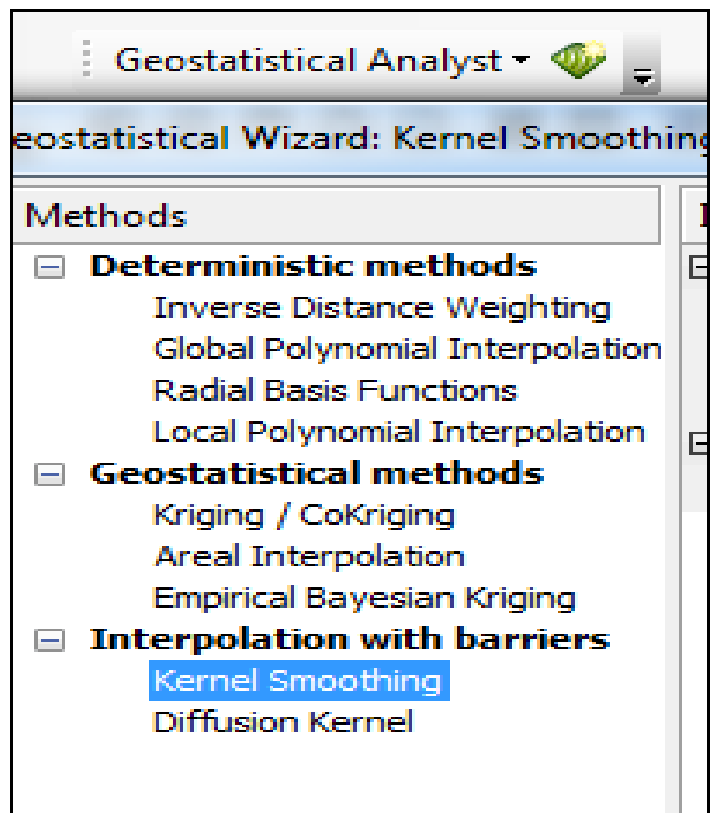 Geostatistical Analyst
eostatistical Wizard: Kernel Smoothing
Methods
Deterministic methods
Inverse Distance Weighting
Global Polynomial Interpolation
Radial Basis Functions
Local Polynomial Interpolation
Geostatistical methods
Kriging / CoKriging
Areal Interpolation
Empirical Bayesian Kriging
Interpolation with barriers
Kernel Smoothing
Diffusion Kernel